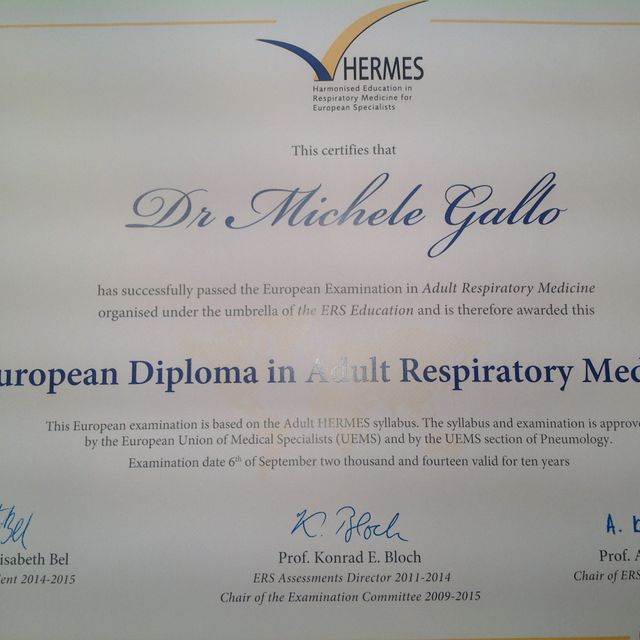 HERMES
Harmonised Education in
Respiratory Medicine for
European Specialists
This certifies that
Dr Michele Gallo
has successfully passed the European Examination in Adult Respiratory Medicine
organised under the umbrella of the ERS Education and is therefore awarded this
uropean Diploma in Adult Respiratory Med
This European examination is based on the Adult HERMES syllabus. The syllabus and examination is approve
by the European Union of Medical Specialists (UEMS) and by the UEMS section of Pneumology.
Examination date 6th of September two thousand and fourteen valid for ten years
Bel K. Bloch A.
isabeth Bel Prof. Konrad E. Bloch Prof. A
ent 2014-2015 ERS Assessments Director 2011-2014 Chair of ERS
Chair of the Examination Committee 2009-2015